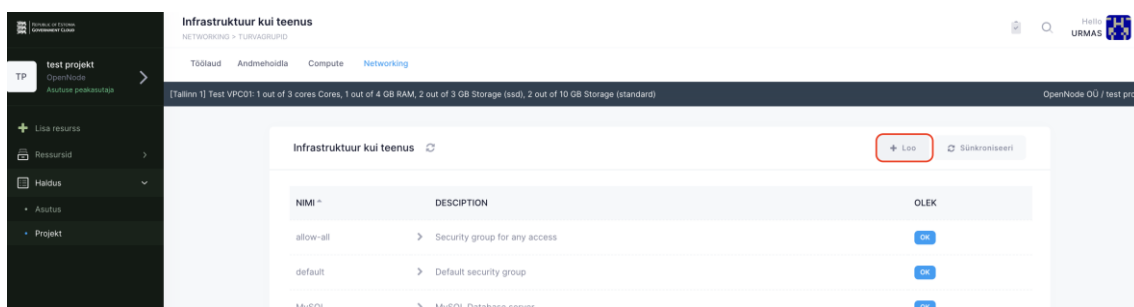 REPUBLIC OF ESTONIA
GOVERNMENT CLOUD
Infrastruktuur kui teenus
NETWORKING > TURVAGRUPID
Hello
URMAS
TP
test projekt
OpenNode
Asutuse peakasutaja
Töölaud Andmehoidla Compute Networking
[Tallinn 1] Test VPC01: 1 out of 3 cores Cores, 1 out of 4 GB RAM, 2 out of 3 GB Storage (ssd), 2 out of 10 GB Storage (standard) OpenNode OÜ / test pro
Lisa resurss
Ressursid
Haldus
Asutus
Projekt
Infrastruktuur kui teenus
+ Loo
Sünkroniseeri
NIMI DESCIPTION OLEK
allow-all Security group for any access OK
default Default security group OK
MySQL MySQL Database server OK